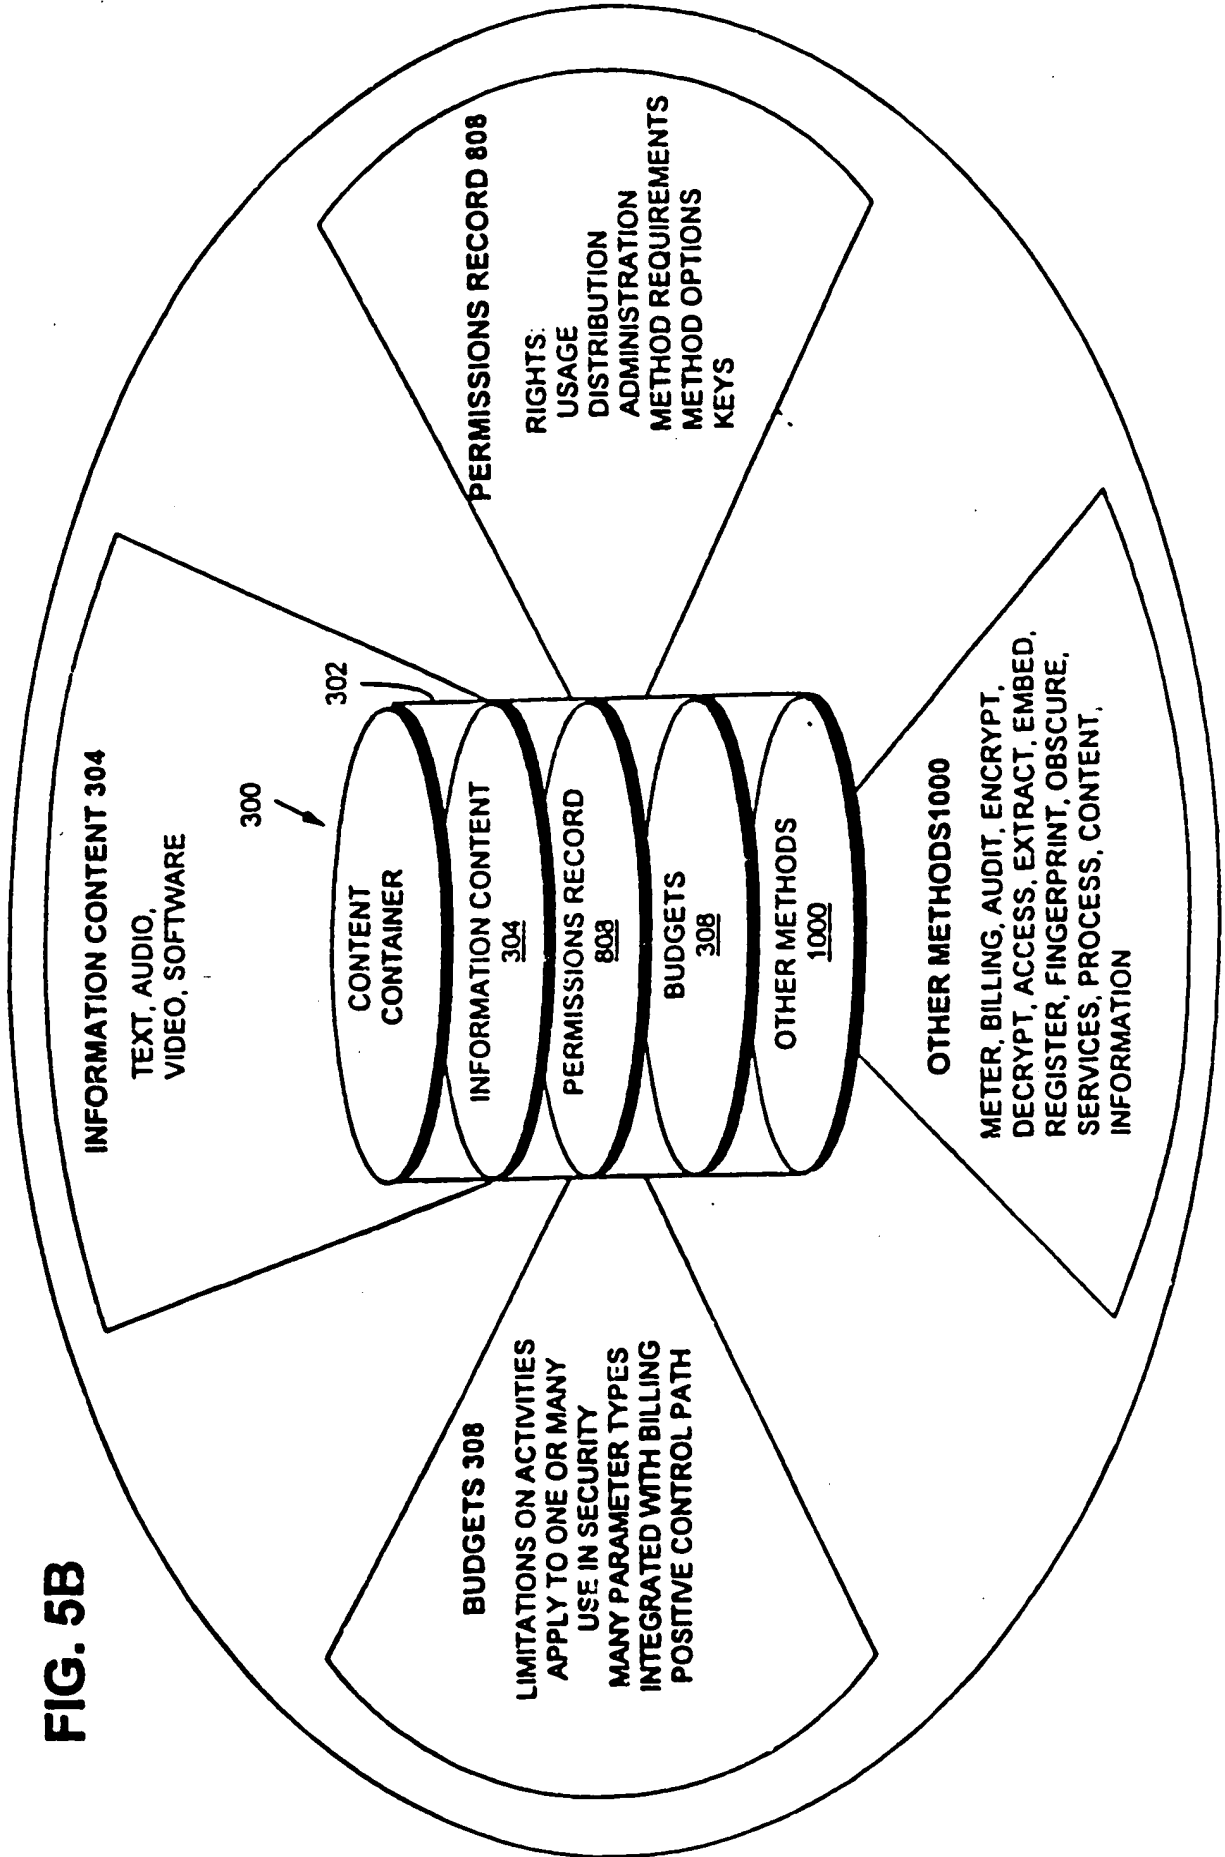 FIG. 5B
INFORMATION CONTENT 304
TEXT, AUDIO,
VIDEO, SOFTWARE
300
302
CONTENT
CONTAINER
INFORMATION CONTENT
304
PERMISSIONS RECORD
808
BUDGETS
308
OTHER METHODS
1000
BUDGETS 308
LIMITATIONS ON ACTIVITIES
APPLY TO ONE OR MANY
USE IN SECURITY
MANY PARAMETER TYPES
INTEGRATED WITH BILLING
POSITIVE CONTROL PATH
PERMISSIONS RECORD 808
RIGHTS:
USAGE
DISTRIBUTION
ADMINISTRATION
METHOD REQUIREMENTS
METHOD OPTIONS
KEYS
OTHER METHODS1000
METER, BILLING, AUDIT, ENCRYPT,
DECRYPT, ACCESS, EXTRACT, EMBED,
REGISTER, FINGERPRINT, OBSCURE,
SERVICES, PROCESS, CONTENT,
INFORMATION